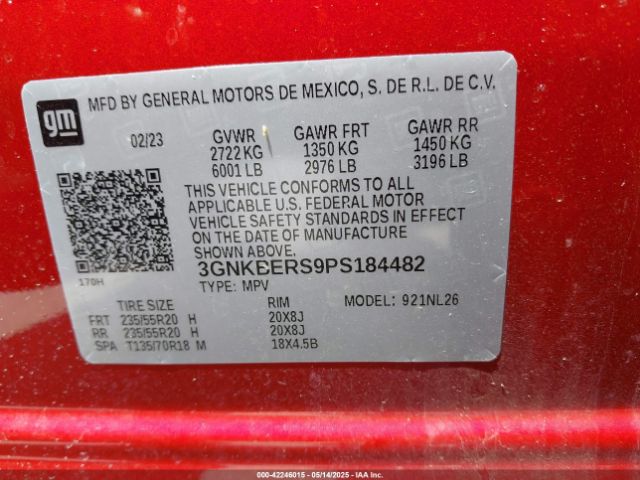 gm
MFD BY GENERAL MOTORS DE MEXICO, S. DE R.L. DE C.V.
02/23 GVWR GAWR FRT GAWR RR
2722 KG 1350 KG 1450 KG
6001 LB 2976 LB 3196 LB
THIS VEHICLE CONFORMS TO ALL
APPLICABLE U.S. FEDERAL MOTOR
VEHICLE SAFETY STANDARDS IN EFFECT
ON THE DATE OF MANUFACTURE
SHOWN ABOVE.
3GNKEERS9PS184482
170H TYPE: MPV
TIRE SIZE RIM MODEL: 921NL26
FRT 235/55R20 H 20X8J
RR 235/55R20 H 20X8J
SPA T135/70R18 M 18X4.5B
000-42246015 - 05/14/2025 - IAAI.COM